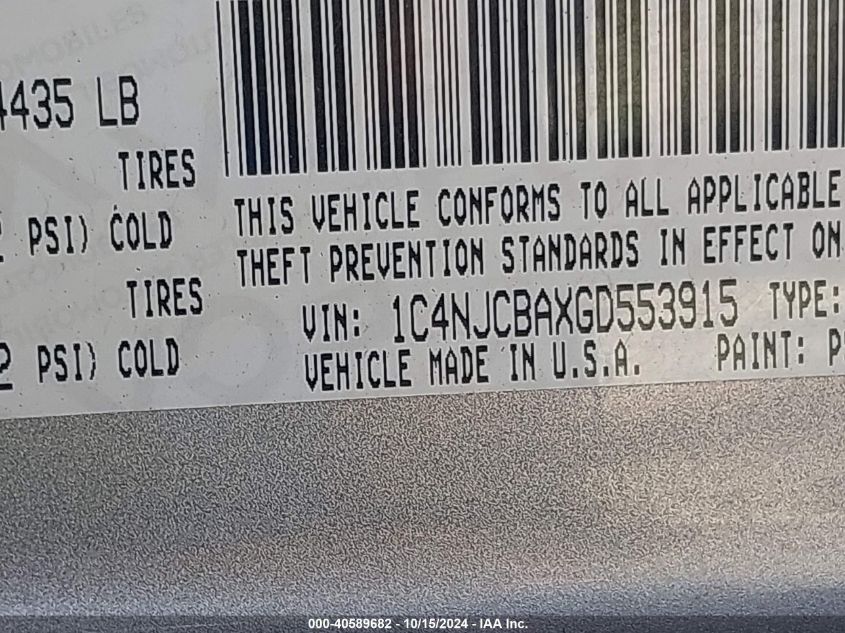 4435 LB
TIRES
PSI) COLD
TIRES
2 PSI) COLD
THIS VEHICLE CONFORMS TO ALL APPLICABLE
THEFT PREVENTION STANDARDS IN EFFECT ON
VIN: 1C4NJCBAXGD553915 TYPE:
VEHICLE MADE IN U.S.A. PAINT: P
000-40589682 - 10/15/2024 - IAA Inc.